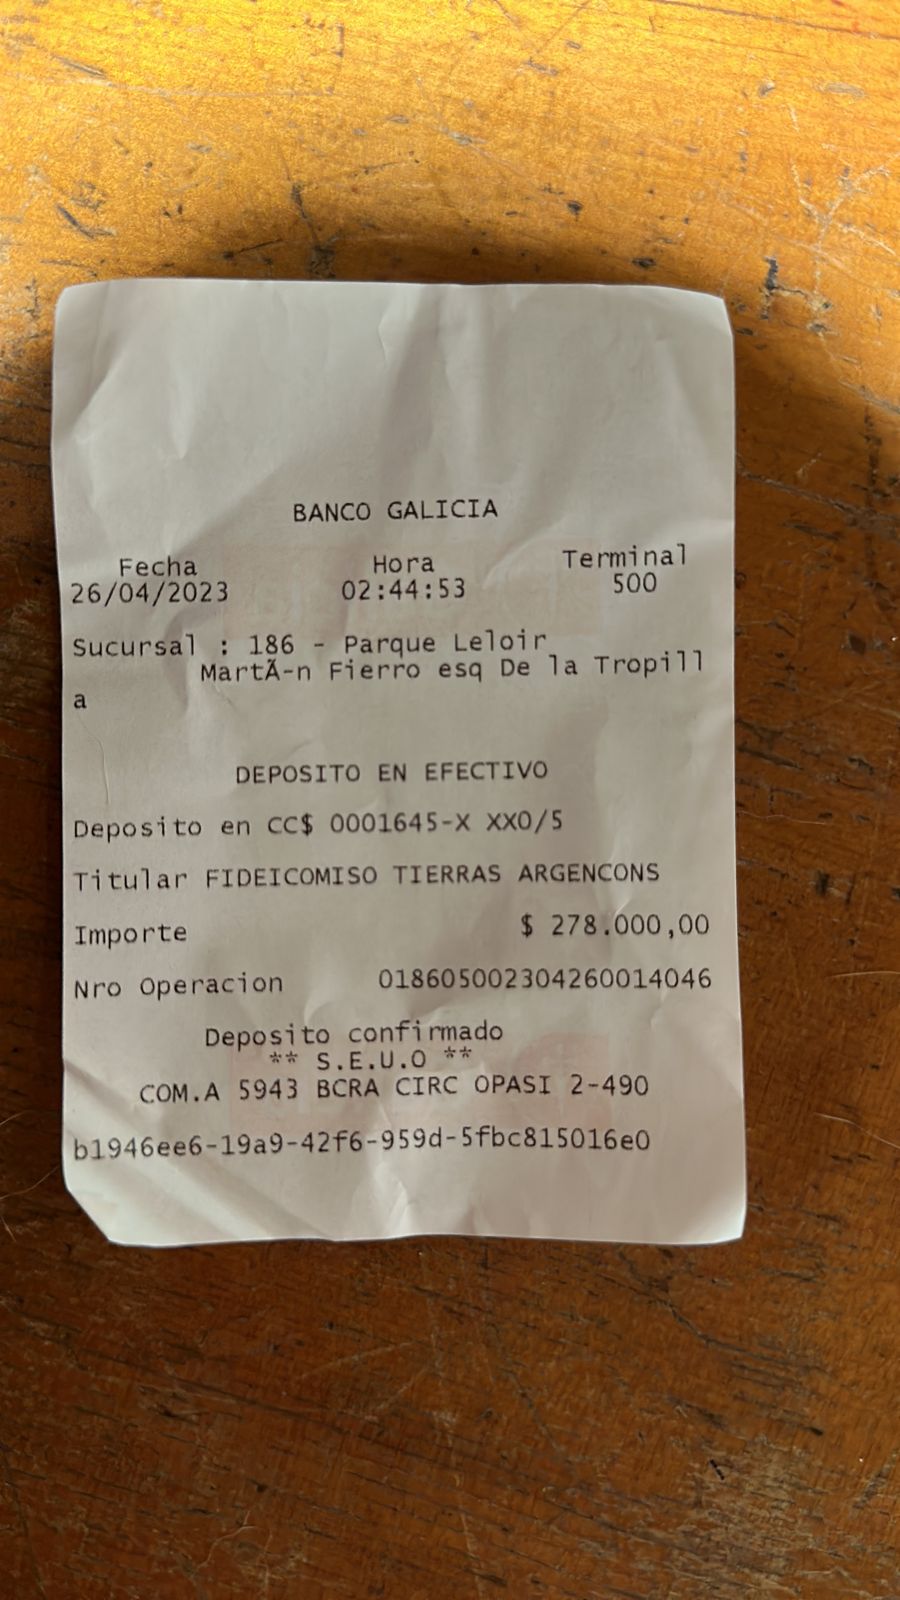 BANCO GALICIA
Fecha Hora Terminal
26/04/2023 02:44:53 500
Sucursal : 186 - Parque Leloir
MartÃ-n Fierro esq De la Tropill
a
DEPOSITO EN EFECTIVO
Deposito en CC$ 0001645-X XX0/5
Titular FIDEICOMISO TIERRAS ARGENCONS
Importe $ 278.000,00
Nro Operacion 018605002304260014046
Deposito confirmado
** S.E.U.O **
COM.A 5943 BCRA CIRC OPASI 2-490
b1946ee6-19a9-42f6-959d-5fbc815016e0